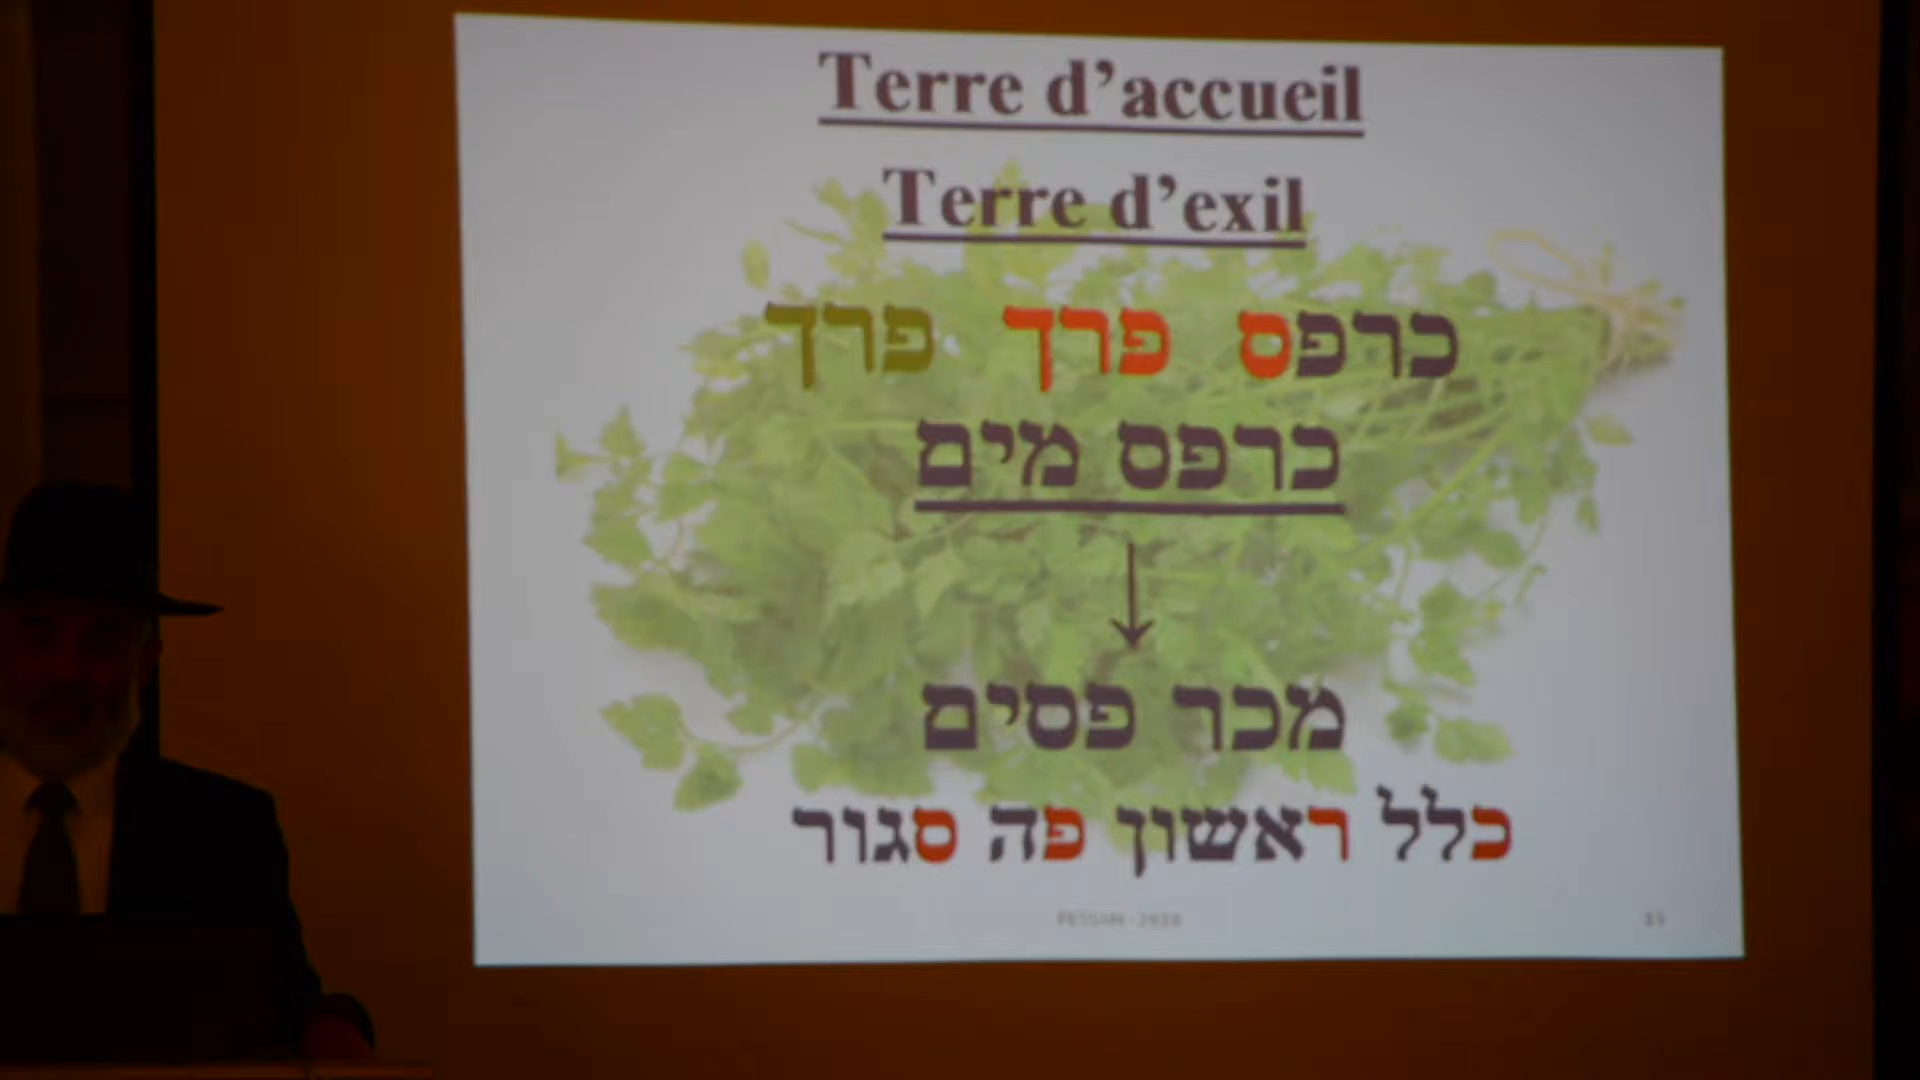 Terre d’accueil
Terre d’exil
כרפס פרך פרך
כרפס מים
↓
מכר פסים
כלל ראשון פה סגור